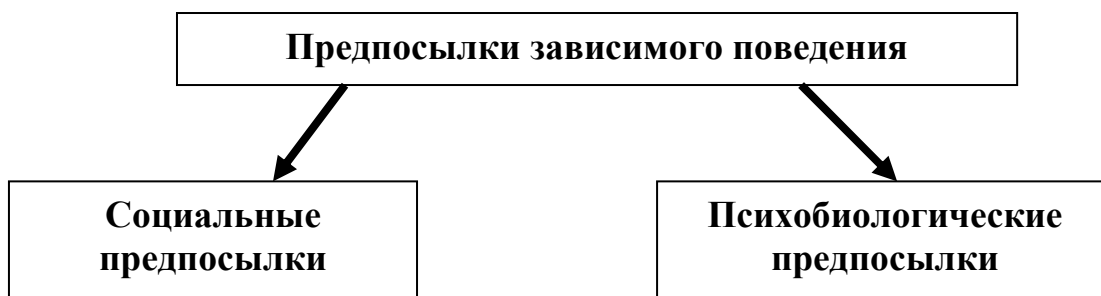 Предпосылки зависимого поведения
Социальные
предпосылки
Психобиологические
предпосылки